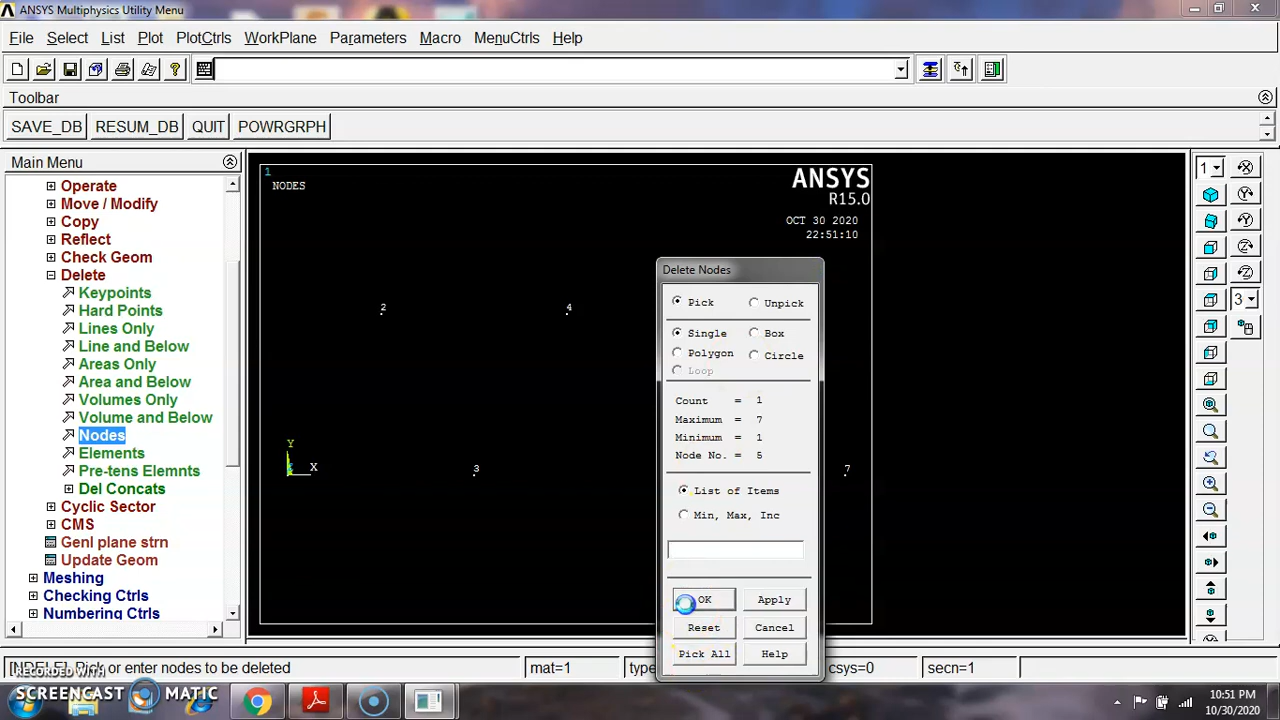 ANSYS Multiphysics Utility Menu
File Select List Plot PlotCtrls WorkPlane Parameters Macro MenuCtrls Help
Toolbar
SAVE_DB RESUM_DB QUIT POWRGRPH
Main Menu
Operate
Move / Modify
Copy
Reflect
Check Geom
Delete
Keypoints
Hard Points
Lines Only
Line and Below
Areas Only
Area and Below
Volumes Only
Volume and Below
Nodes
Elements
Pre-tens Elemnts
Del Concats
Cyclic Sector
CMS
Genl plane strn
Update Geom
Meshing
Checking Ctrls
Numbering Ctrls
1
NODES
ANSYS
R15.0
OCT 30 2020
22:51:10
2
4
Y
X
3
7
Delete Nodes
Pick Unpick
Single Box
Polygon Circle
Loop
Count = 1
Maximum = 7
Minimum = 1
Node No. = 5
List of Items
Min, Max, Inc
OK Apply
Reset Cancel
Pick All Help
1
3
Pick or enter nodes to be deleted
mat=1
type
csys=0
secn=1
RECORDED WITH
SCREENCAST MATIC
10:51 PM
10/30/2020